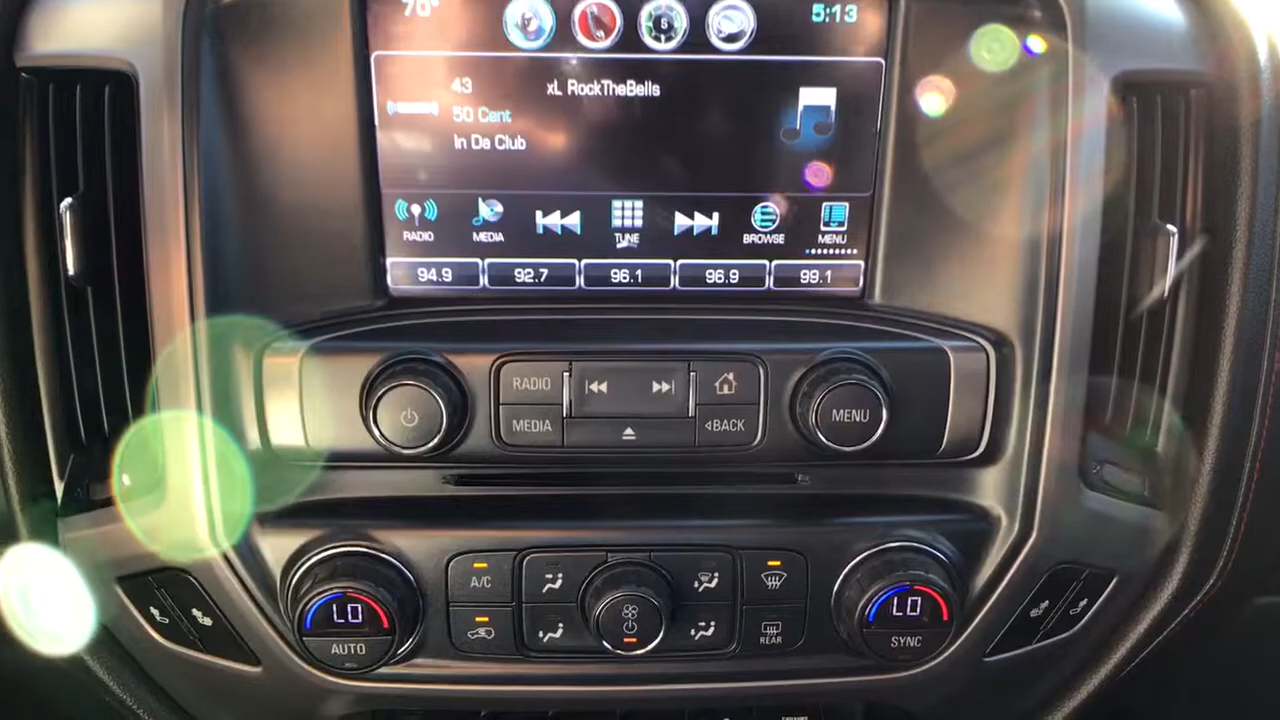 70° 5:13
S
43 xL RockTheBells
50 Cent
In Da Club
RADIO MEDIA TUNE BROWSE MENU
94.9 92.7 96.1 96.9 99.1
RADIO
MEDIA BACK MENU
A/C
LO LO
AUTO REAR SYNC